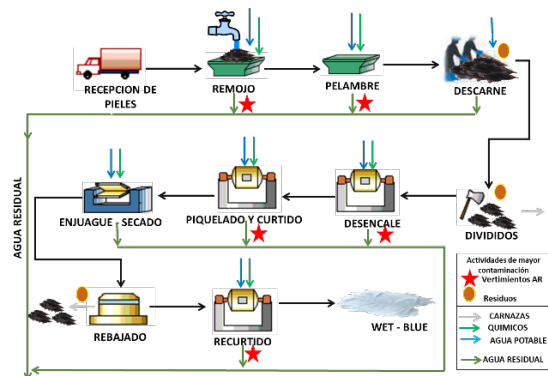 RECEPCION DE
PIELES
REMOJO
PELAMBRE
DESCARNE
AGUA RESIDUAL
ENJUAGUE - SECADO
PIQUELADO Y CURTIDO
DESENCALE
DIVIDIDOS
REBAJADO
RECURTIDO
WET - BLUE
Actividades de mayor
contaminación
Vertimientos AR
Residuos
CARNAZAS
QUIMICOS
AGUA POTABLE
AGUA RESIDUAL